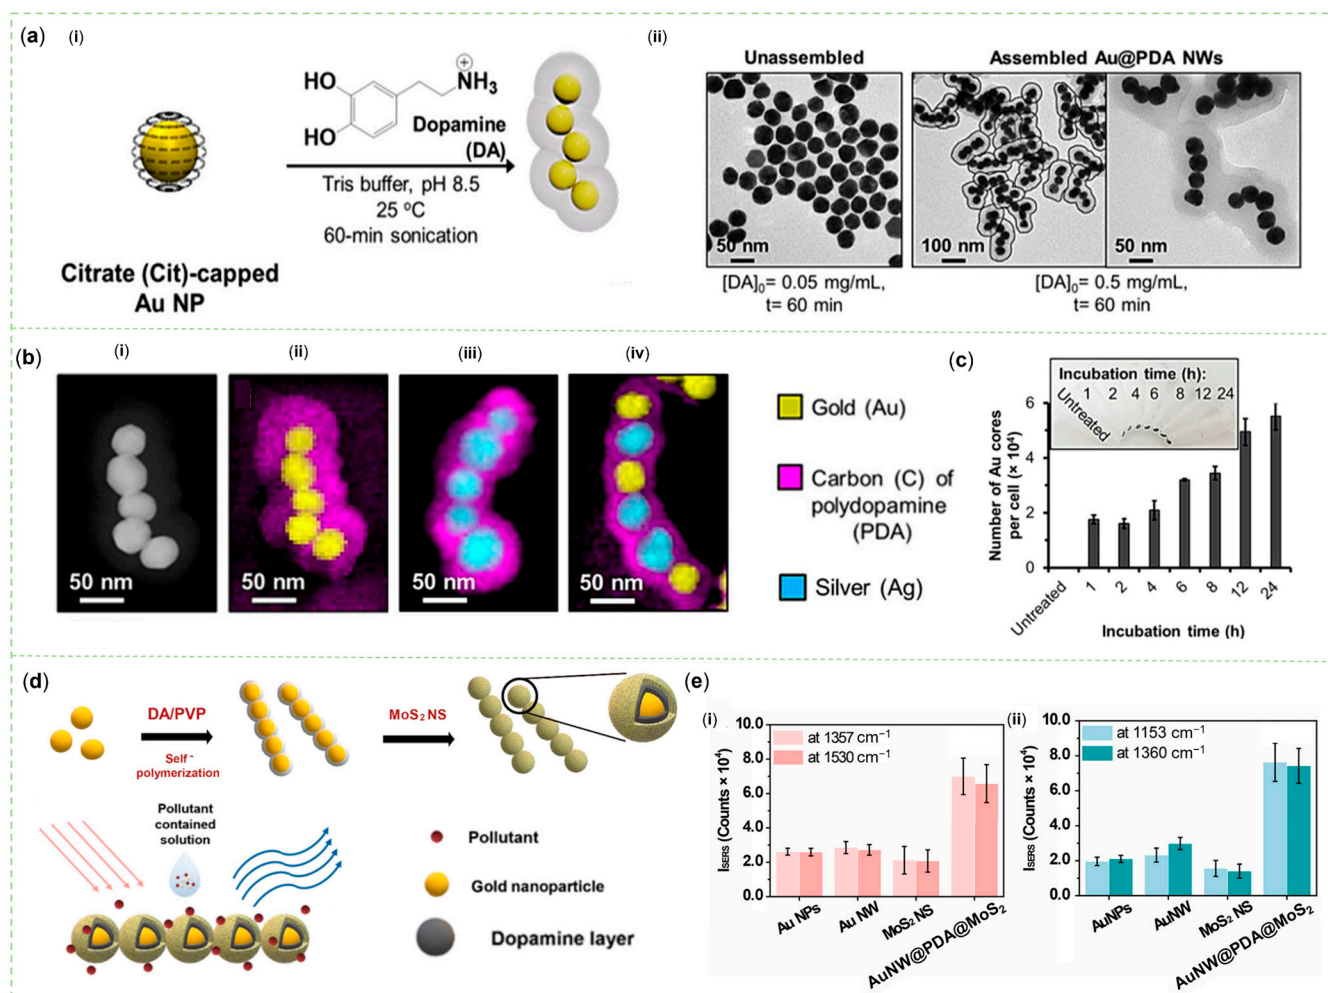 (a)
(i)
HO
HO
NH3
+
Dopamine
(DA)
Tris buffer, pH 8.5
25 ºC
60-min sonication
Citrate (Cit)-capped
Au NP
(ii)
Unassembled
Assembled Au@PDA NWs
50 nm
100 nm
50 nm
[DA]0= 0.05 mg/mL,
t= 60 min
[DA]0= 0.5 mg/mL,
t= 60 min
(b)
(i)
(ii)
(iii)
(iv)
50 nm
50 nm
50 nm
50 nm
Gold (Au)
Carbon (C) of
polydopamine
(PDA)
Silver (Ag)
(c)
Incubation time (h):
Untreated 1 2 4 6 8 12 24
Number of Au cores
per cell (× 10⁴)
6
4
2
0
Untreated 1 2 4 6 8 12 24
Incubation time (h)
(d)
DA/PVP
Self-
polymerization
MoS2 NS
Pollutant
contained
solution
Pollutant
Gold nanoparticle
Dopamine layer
(e)
(i)
ISERS (Counts × 10⁴)
10.0
8.0
6.0
4.0
2.0
0.0
at 1357 cm⁻¹
at 1530 cm⁻¹
Au NPs
Au NW
MoS2 NS
AuNW@PDA@MoS2
(ii)
ISERS (Counts × 10⁴)
10.0
8.0
6.0
4.0
2.0
0.0
at 1153 cm⁻¹
at 1360 cm⁻¹
AuNPs
AuNW
MoS2 NS
AuNW@PDA@MoS2